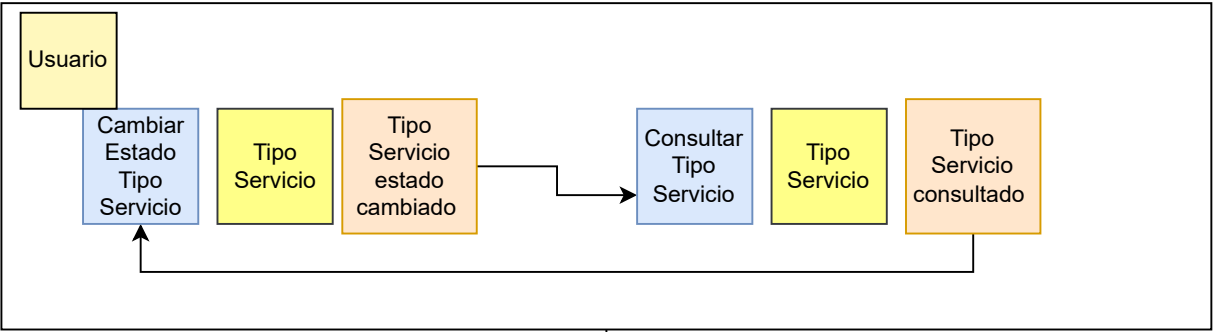 Usuario
Cambiar
Estado
Tipo
Servicio
Tipo
Servicio
Tipo
Servicio
estado
cambiado
Consultar
Tipo
Servicio
Tipo
Servicio
Tipo
Servicio
consultado